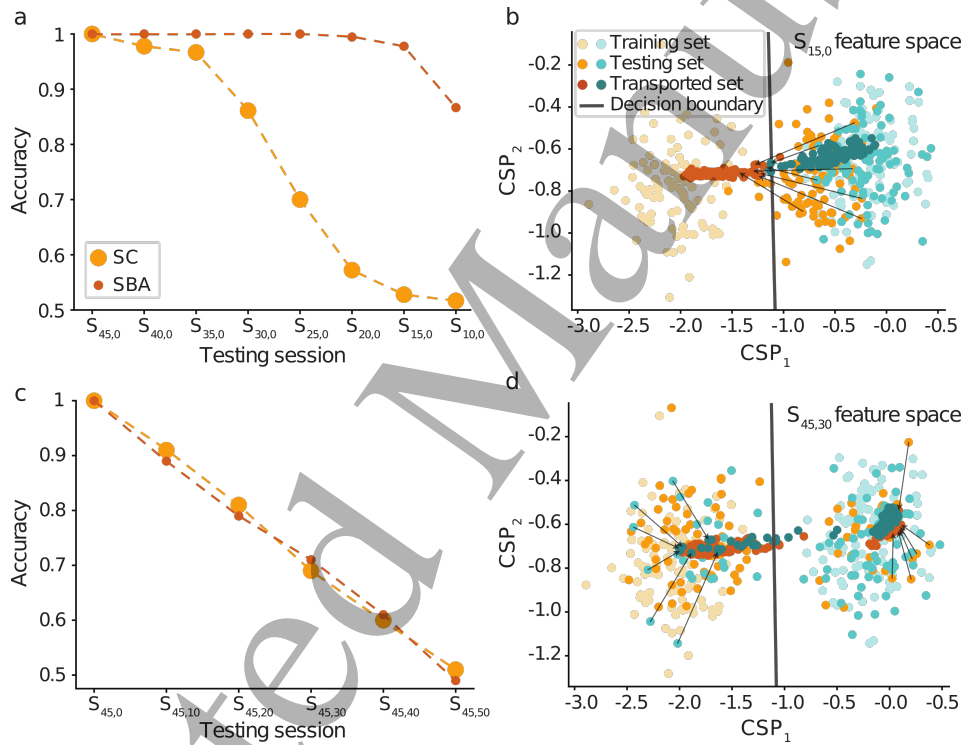 a
Accuracy
1
0.9
0.8
0.7
0.6
0.5
SC
SBA
S45,0 S40,0 S35,0 S30,0 S25,0 S20,0 S15,0 S10,0
Testing session
b
CSP2
-0.2
-0.4
-0.6
-0.8
-1.0
-1.2
Training set
Testing set
Transported set
Decision boundary
S15,0 feature space
-3.0 -2.5 -2.0 -1.5 -1.0 -0.5 -0.0 -0.5
CSP1
c
Accuracy
1
0.9
0.8
0.7
0.6
0.5
S45,0 S45,10 S45,20 S45,30 S45,40 S45,50
Testing session
d
CSP2
-0.2
-0.4
-0.6
-0.8
-1.0
-1.2
S45,30 feature space
-3.0 -2.5 -2.0 -1.5 -1.0 -0.5 -0.0 -0.5
CSP1
ted Manu